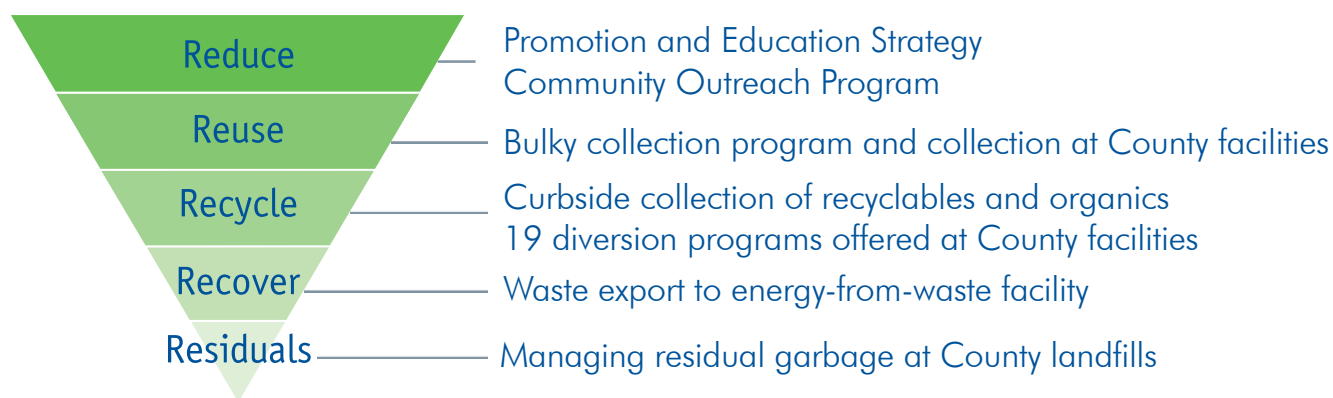 Reduce
Promotion and Education Strategy
Community Outreach Program
Reuse
Bulky collection program and collection at County facilities
Recycle
Curbside collection of recyclables and organics
19 diversion programs offered at County facilities
Recover
Waste export to energy-from-waste facility
Residuals
Managing residual garbage at County landfills